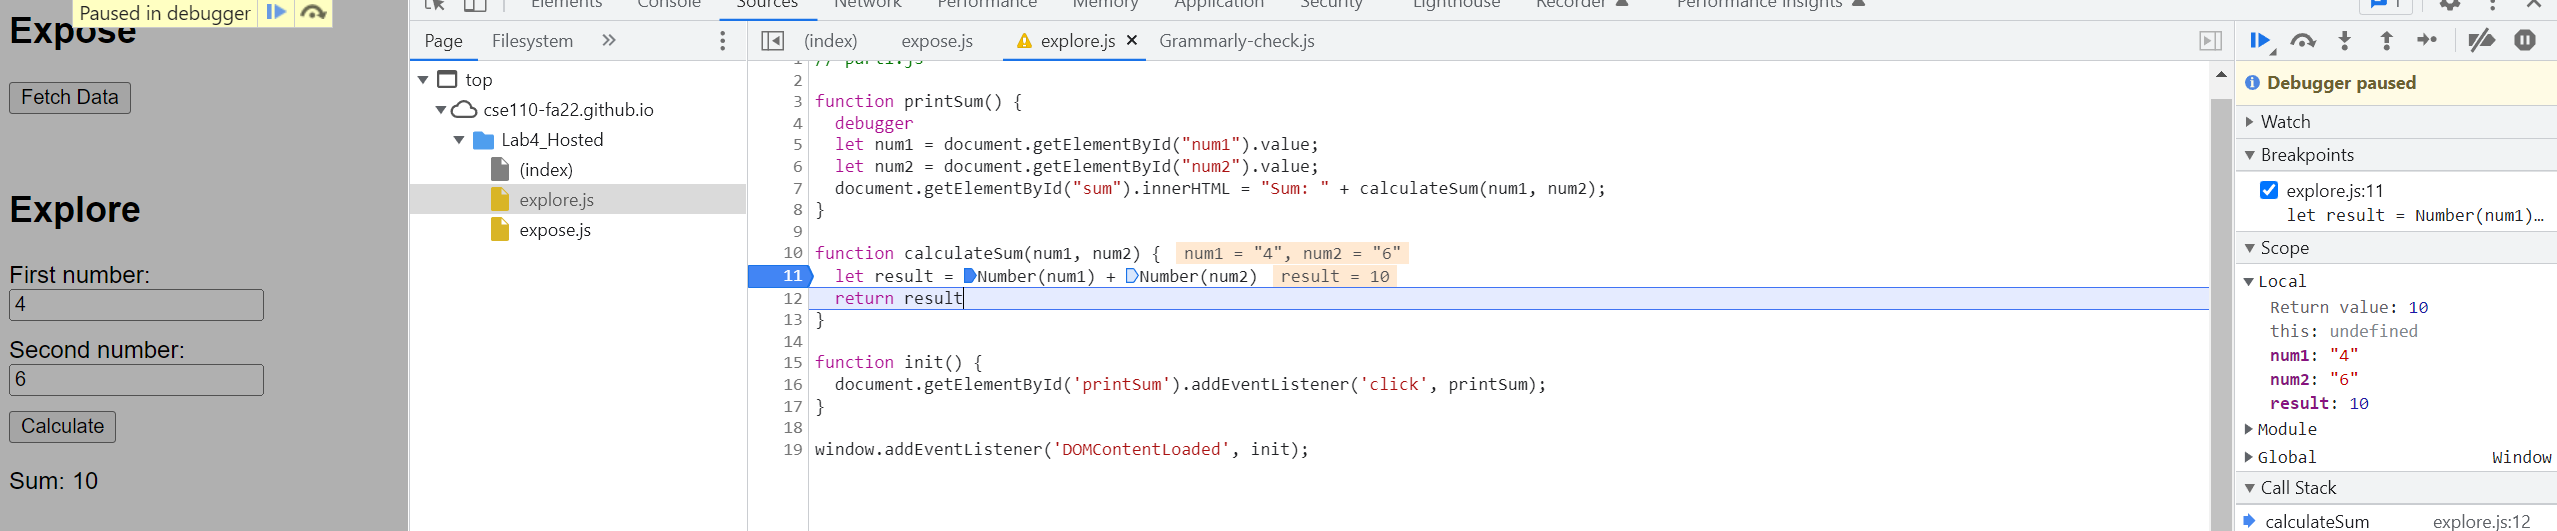 Paused in debugger
Expose
Fetch Data
Explore
First number:
4
Second number:
6
Calculate
Sum: 10
Elements Console Sources Network Performance Memory Application Security Lighthouse Recorder Performance insights 1
Page Filesystem »
top
cse110-fa22.github.io
Lab4_Hosted
(index)
explore.js
expose.js
(index) expose.js explore.js × Grammarly-check.js
1 // part1.js
2
3 function printSum() {
4 debugger
5 let num1 = document.getElementById("num1").value;
6 let num2 = document.getElementById("num2").value;
7 document.getElementById("sum").innerHTML = "Sum: " + calculateSum(num1, num2);
8 }
9
10 function calculateSum(num1, num2) { num1 = "4", num2 = "6"
11 let result = Number(num1) + Number(num2) result = 10
12 return result
13 }
14
15 function init() {
16 document.getElementById('printSum').addEventListener('click', printSum);
17 }
18
19 window.addEventListener('DOMContentLoaded', init);
Debugger paused
Watch
Breakpoints
explore.js:11
let result = Number(num1)…
Scope
Local
Return value: 10
this: undefined
num1: "4"
num2: "6"
result: 10
Module
Global Window
Call Stack
calculateSum explore.js:12